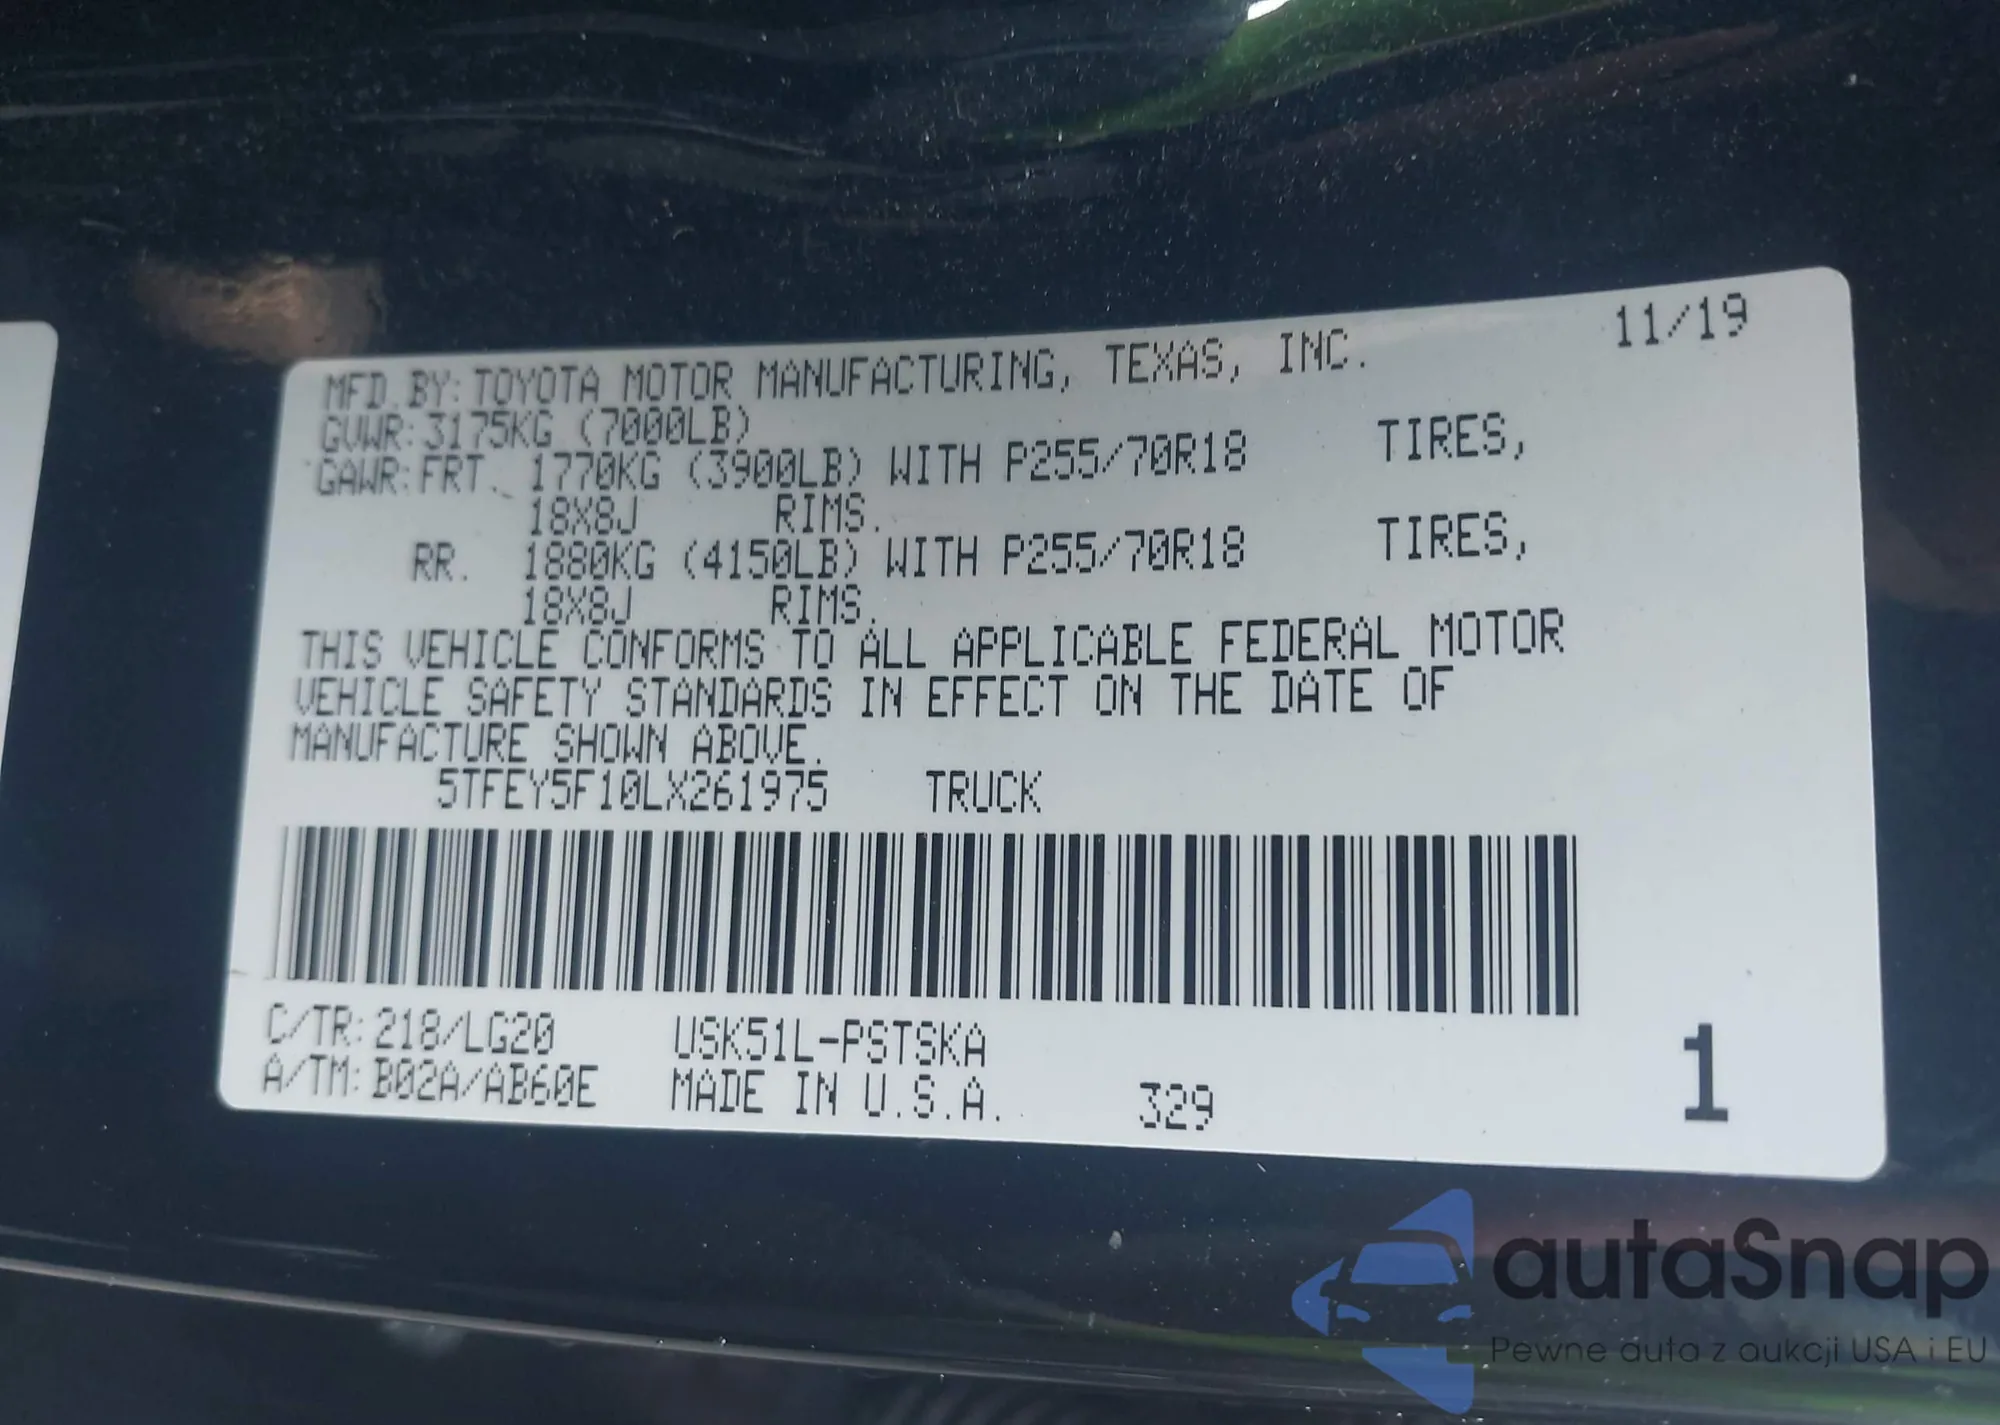 11/19
MFD. BY: TOYOTA MOTOR MANUFACTURING, TEXAS, INC.
GVWR: 3175KG (7000LB)
GAWR: FRT. 1770KG (3900LB) WITH P255/70R18 TIRES,
18X8J RIMS.
RR. 1880KG (4150LB) WITH P255/70R18 TIRES,
18X8J RIMS.
THIS VEHICLE CONFORMS TO ALL APPLICABLE FEDERAL MOTOR
VEHICLE SAFETY STANDARDS IN EFFECT ON THE DATE OF
MANUFACTURE SHOWN ABOVE.
5TFEY5F10LX261975 TRUCK
C/TR: 218/LG20 USK51L-PSTSKA
A/TM: B02A/AB60E MADE IN U.S.A. 329
1
autaSnap
Pewne auta z aukcji USA i EU